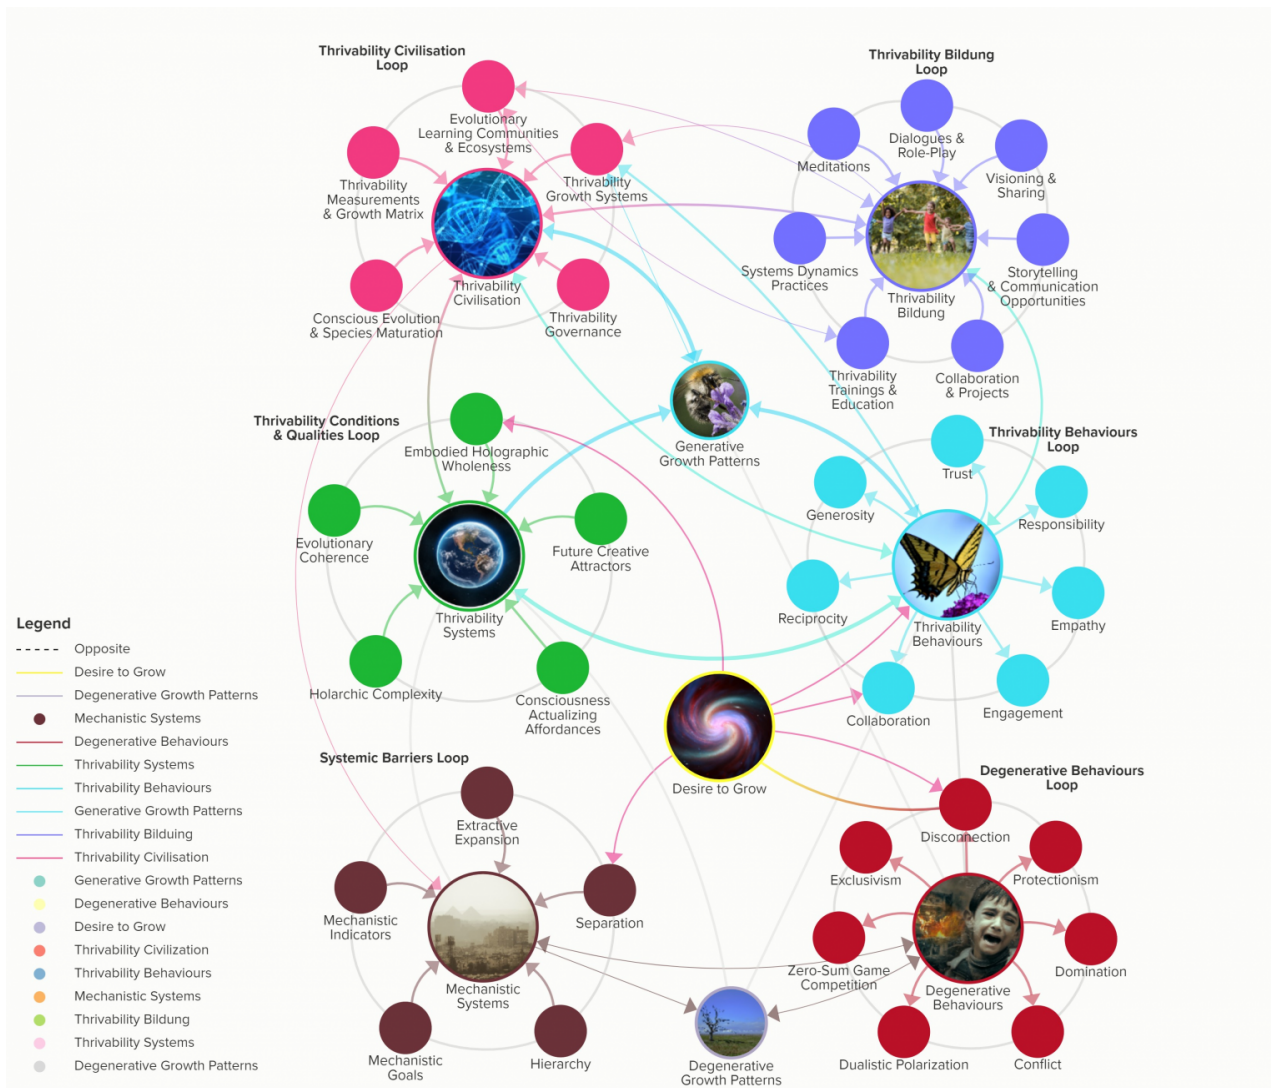 Thrivability Civilisation
Loop
Evolutionary
Learning Communities
& Ecosystems
Thrivability
Measurements
& Growth Matrix
Thrivability
Growth Systems
Conscious Evolution
& Species Maturation
Thrivability
Civilisation
Thrivability
Governance
Thrivability Bildung
Loop
Meditations
Dialogues &
Role-Play
Visioning &
Sharing
Systems Dynamics
Practices
Storytelling
& Communication
Opportunities
Thrivability
Bildung
Thrivability
Trainings &
Education
Collaboration
& Projects
Generative
Growth Patterns
Thrivability Conditions
& Qualities Loop
Embodied Holographic
Wholeness
Evolutionary
Coherence
Future Creative
Attractors
Thrivability
Systems
Holarchic Complexity
Consciousness
Actualizing
Affordances
Thrivability Behaviours
Loop
Trust
Generosity
Responsibility
Reciprocity
Empathy
Thrivability
Behaviours
Collaboration
Engagement
Desire to Grow
Legend
Opposite
Desire to Grow
Degenerative Growth Patterns
Mechanistic Systems
Degenerative Behaviours
Thrivability Systems
Thrivability Behaviours
Generative Growth Patterns
Thrivability Bilduing
Thrivability Civilisation
Generative Growth Patterns
Degenerative Behaviours
Desire to Grow
Thrivability Civilization
Thrivability Behaviours
Mechanistic Systems
Thrivability Bildung
Thrivability Systems
Degenerative Growth Patterns
Systemic Barriers Loop
Extractive
Expansion
Mechanistic
Indicators
Separation
Mechanistic
Systems
Mechanistic
Goals
Hierarchy
Degenerative
Growth Patterns
Degenerative Behaviours
Loop
Disconnection
Exclusivism
Protectionism
Zero-Sum Game
Competition
Domination
Degenerative
Behaviours
Dualistic Polarization
Conflict